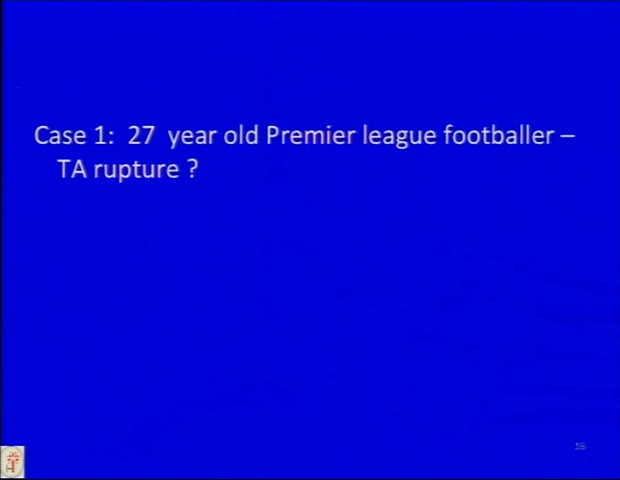 Case 1: 27 year old Premier league footballer –
TA rupture ?